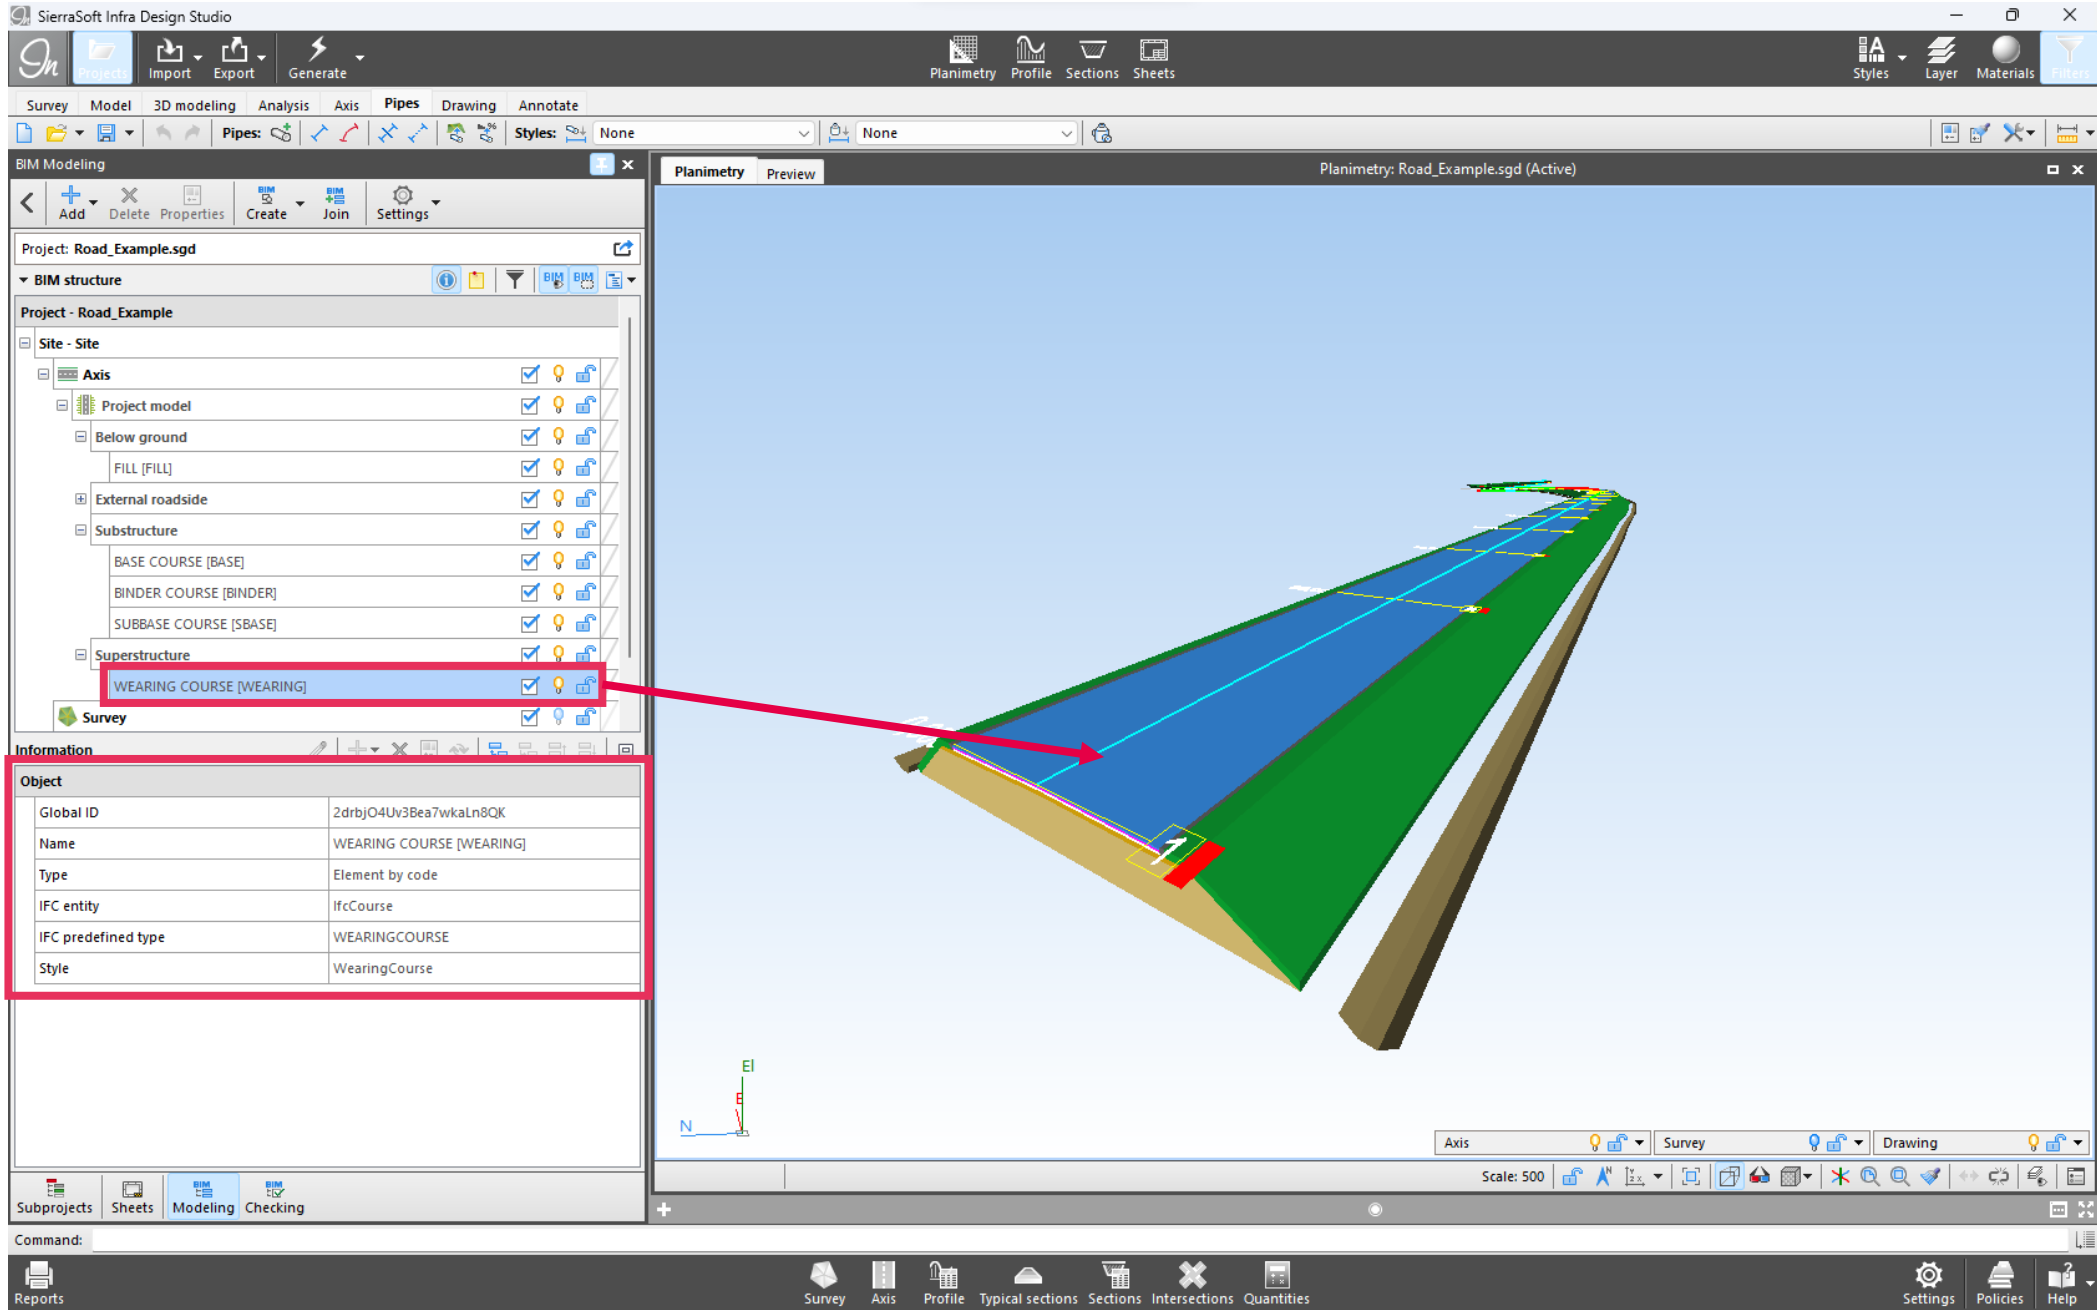 SierraSoft Infra Design Studio
Projects Import Export Generate Planimetry Profile Sections Sheets Styles Layer Materials Filters
Survey Model 3D modeling Analysis Axis Pipes Drawing Annotate
Pipes: Styles: None None
BIM Modeling
Planimetry Preview Planimetry: Road_Example.sgd (Active)
Add Delete Properties Create Join Settings
Project: Road_Example.sgd
BIM structure
Project - Road_Example
Site - Site
Axis
Project model
Below ground
FILL [FILL]
External roadside
Substructure
BASE COURSE [BASE]
BINDER COURSE [BINDER]
SUBBASE COURSE [SBASE]
Superstructure
WEARING COURSE [WEARING]
Survey
Information
Object
Global ID 2drbjO4Uv3Bea7wkaLn8QK
Name WEARING COURSE [WEARING]
Type Element by code
IFC entity IfcCourse
IFC predefined type WEARINGCOURSE
Style WearingCourse
1
El
E
N
Axis Survey Drawing
Scale: 500
Subprojects Sheets Modeling Checking
Command:
Reports Survey Axis Profile Typical sections Sections Intersections Quantities Settings Policies Help